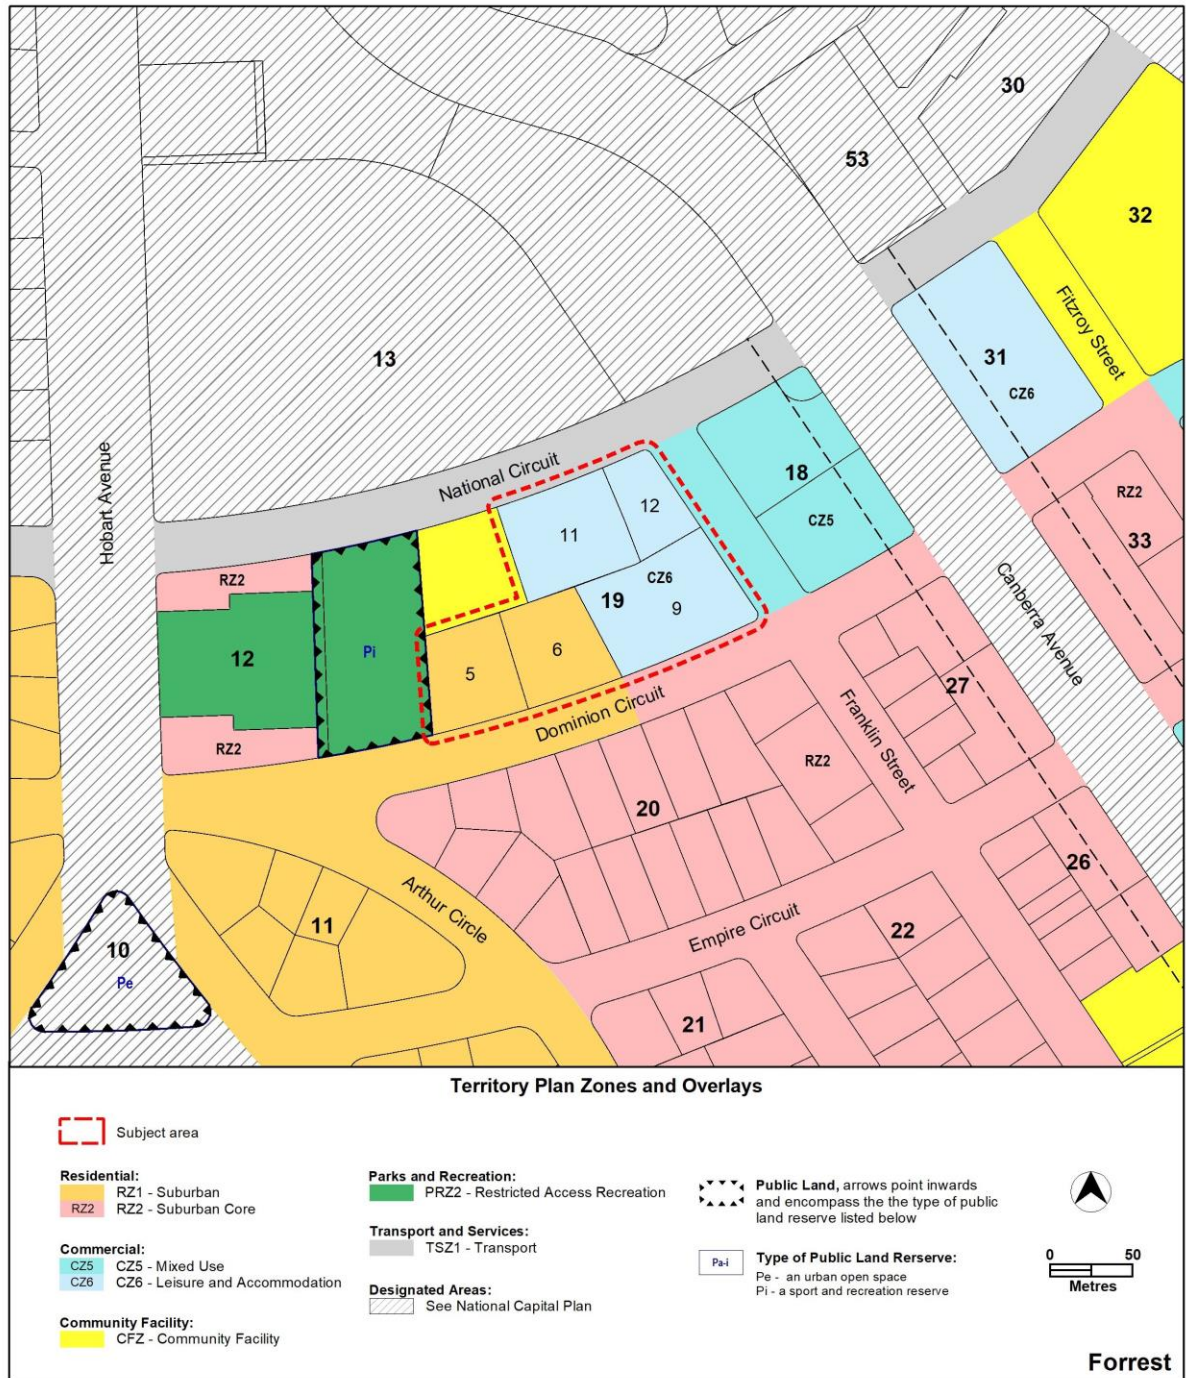 30
53
32
Fitzroy Street
31
CZ6
13
Hobart Avenue
National Circuit
18
CZ5
RZ2
33
11
12
CZ6
19
9
RZ2
12
Pi
5
6
RZ2
Dominion Circuit
Canberra Avenue
27
Franklin Street
RZ2
20
26
11
Arthur Circle
10
Pe
Empire Circuit
22
21
Territory Plan Zones and Overlays
Subject area
Residential:
RZ1 - Suburban
RZ2 RZ2 - Suburban Core
Commercial:
CZ5 CZ5 - Mixed Use
CZ6 CZ6 - Leisure and Accommodation
Community Facility:
CFZ - Community Facility
Parks and Recreation:
PRZ2 - Restricted Access Recreation
Transport and Services:
TSZ1 - Transport
Designated Areas:
See National Capital Plan
Public Land, arrows point inwards
and encompass the the type of public
land reserve listed below
Pa-i Type of Public Land Rerserve:
Pe - an urban open space
Pi - a sport and recreation reserve
0 50
Metres
Forrest